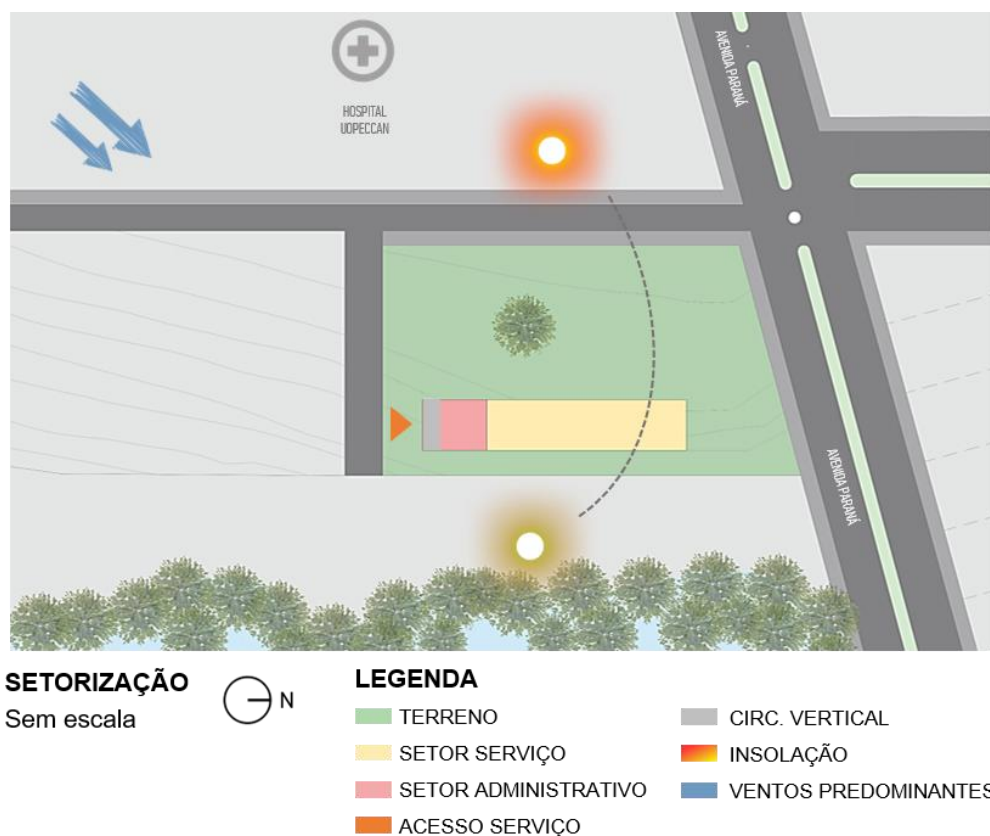 HOSPITAL
UOPECCAN
AVENIDA PARANÁ
AVENIDA PARANÁ
SETORIZAÇÃO
Sem escala
N
LEGENDA
TERRENO
SETOR SERVIÇO
SETOR ADMINISTRATIVO
ACESSO SERVIÇO
CIRC. VERTICAL
INSOLAÇÃO
VENTOS PREDOMINANTES